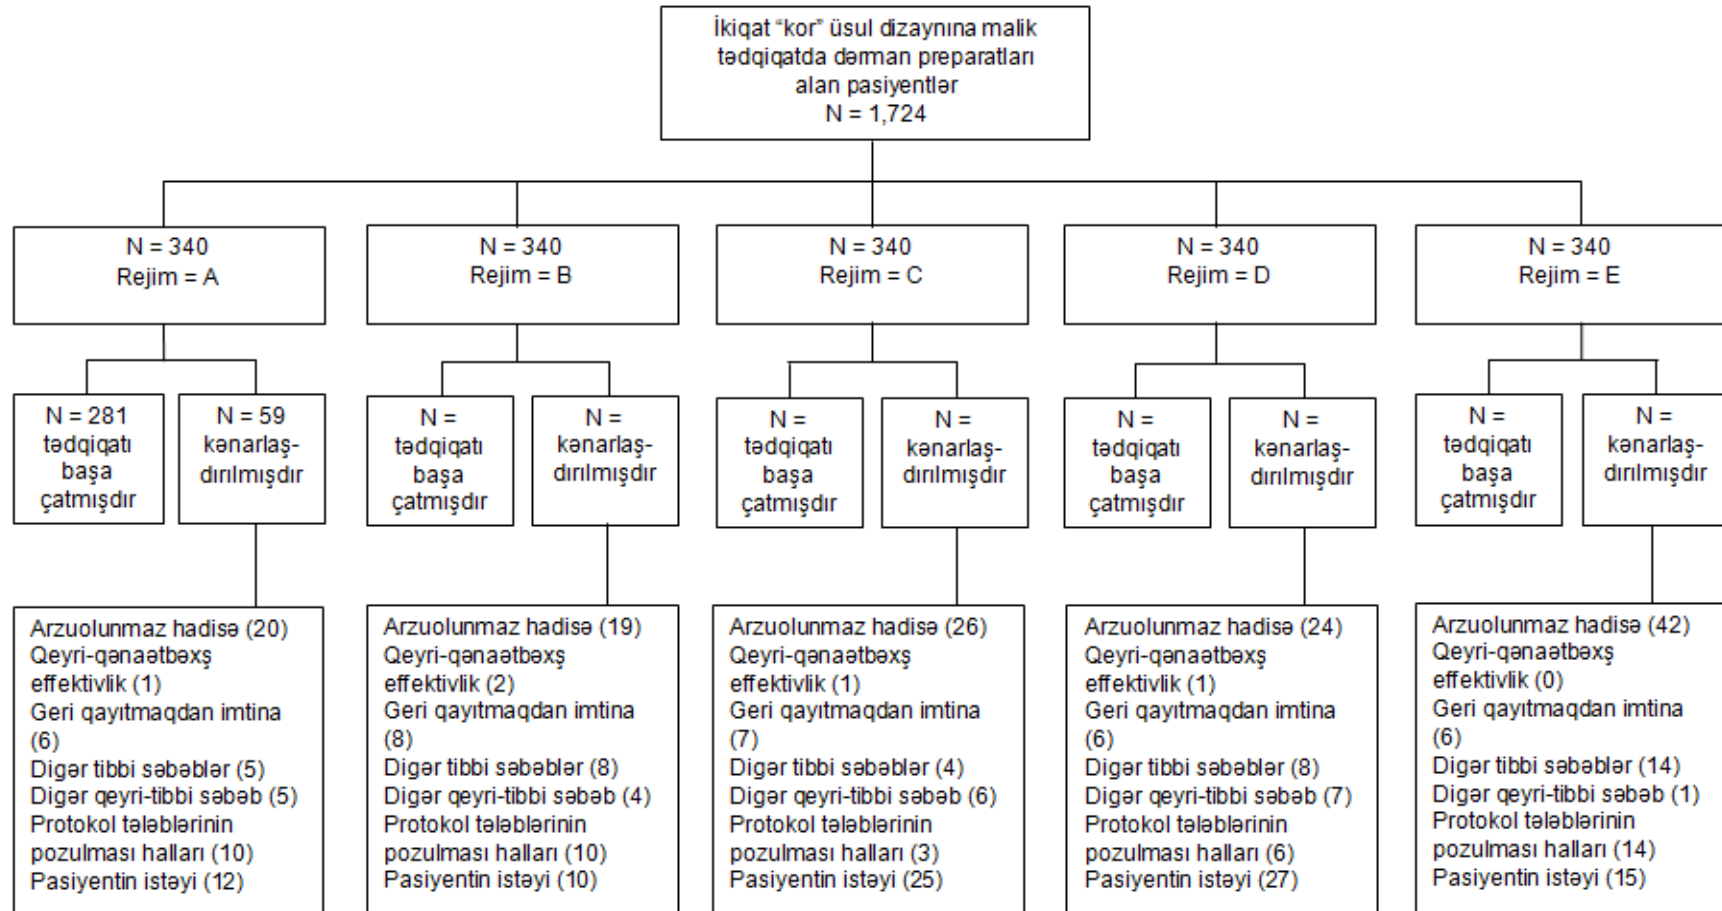 İkiqat “kor” üsul dizaynına malik
tədqiqatda dərman preparatları
alan pasiyentlər
N = 1,724
N = 340
Rejim = A
N = 340
Rejim = B
N = 340
Rejim = C
N = 340
Rejim = D
N = 340
Rejim = E
N = 281
tədqiqatı
başa
çatmışdır
N = 59
kənarlaş-
dırılmışdır
N =
tədqiqatı
başa
çatmışdır
N =
kənarlaş-
dırılmışdır
N =
tədqiqatı
başa
çatmışdır
N =
kənarlaş-
dırılmışdır
N =
tədqiqatı
başa
çatmışdır
N =
kənarlaş-
dırılmışdır
N =
tədqiqatı
başa
çatmışdır
N =
kənarlaş-
dırılmışdır
Arzuolunmaz hadisə (20)
Qeyri-qənaətbəxş
effektivlik (1)
Geri qayıtmaqdan imtina
(6)
Digər tibbi səbəblər (5)
Digər qeyri-tibbi səbəb (5)
Protokol tələblərinin
pozulması halları (10)
Pasiyentin istəyi (12)
Arzuolunmaz hadisə (19)
Qeyri-qənaətbəxş
effektivlik (2)
Geri qayıtmaqdan imtina
(8)
Digər tibbi səbəblər (8)
Digər qeyri-tibbi səbəb (4)
Protokol tələblərinin
pozulması halları (10)
Pasiyentin istəyi (10)
Arzuolunmaz hadisə (26)
Qeyri-qənaətbəxş
effektivlik (1)
Geri qayıtmaqdan imtina
(7)
Digər tibbi səbəblər (4)
Digər qeyri-tibbi səbəb (6)
Protokol tələblərinin
pozulması halları (3)
Pasiyentin istəyi (25)
Arzuolunmaz hadisə (24)
Qeyri-qənaətbəxş
effektivlik (1)
Geri qayıtmaqdan imtina
(6)
Digər tibbi səbəblər (8)
Digər qeyri-tibbi səbəb (7)
Protokol tələblərinin
pozulması halları (6)
Pasiyentin istəyi (27)
Arzuolunmaz hadisə (42)
Qeyri-qənaətbəxş
effektivlik (0)
Geri qayıtmaqdan imtina
(6)
Digər tibbi səbəblər (14)
Digər qeyri-tibbi səbəb (1)
Protokol tələblərinin
pozulması halları (14)
Pasiyentin istəyi (15)